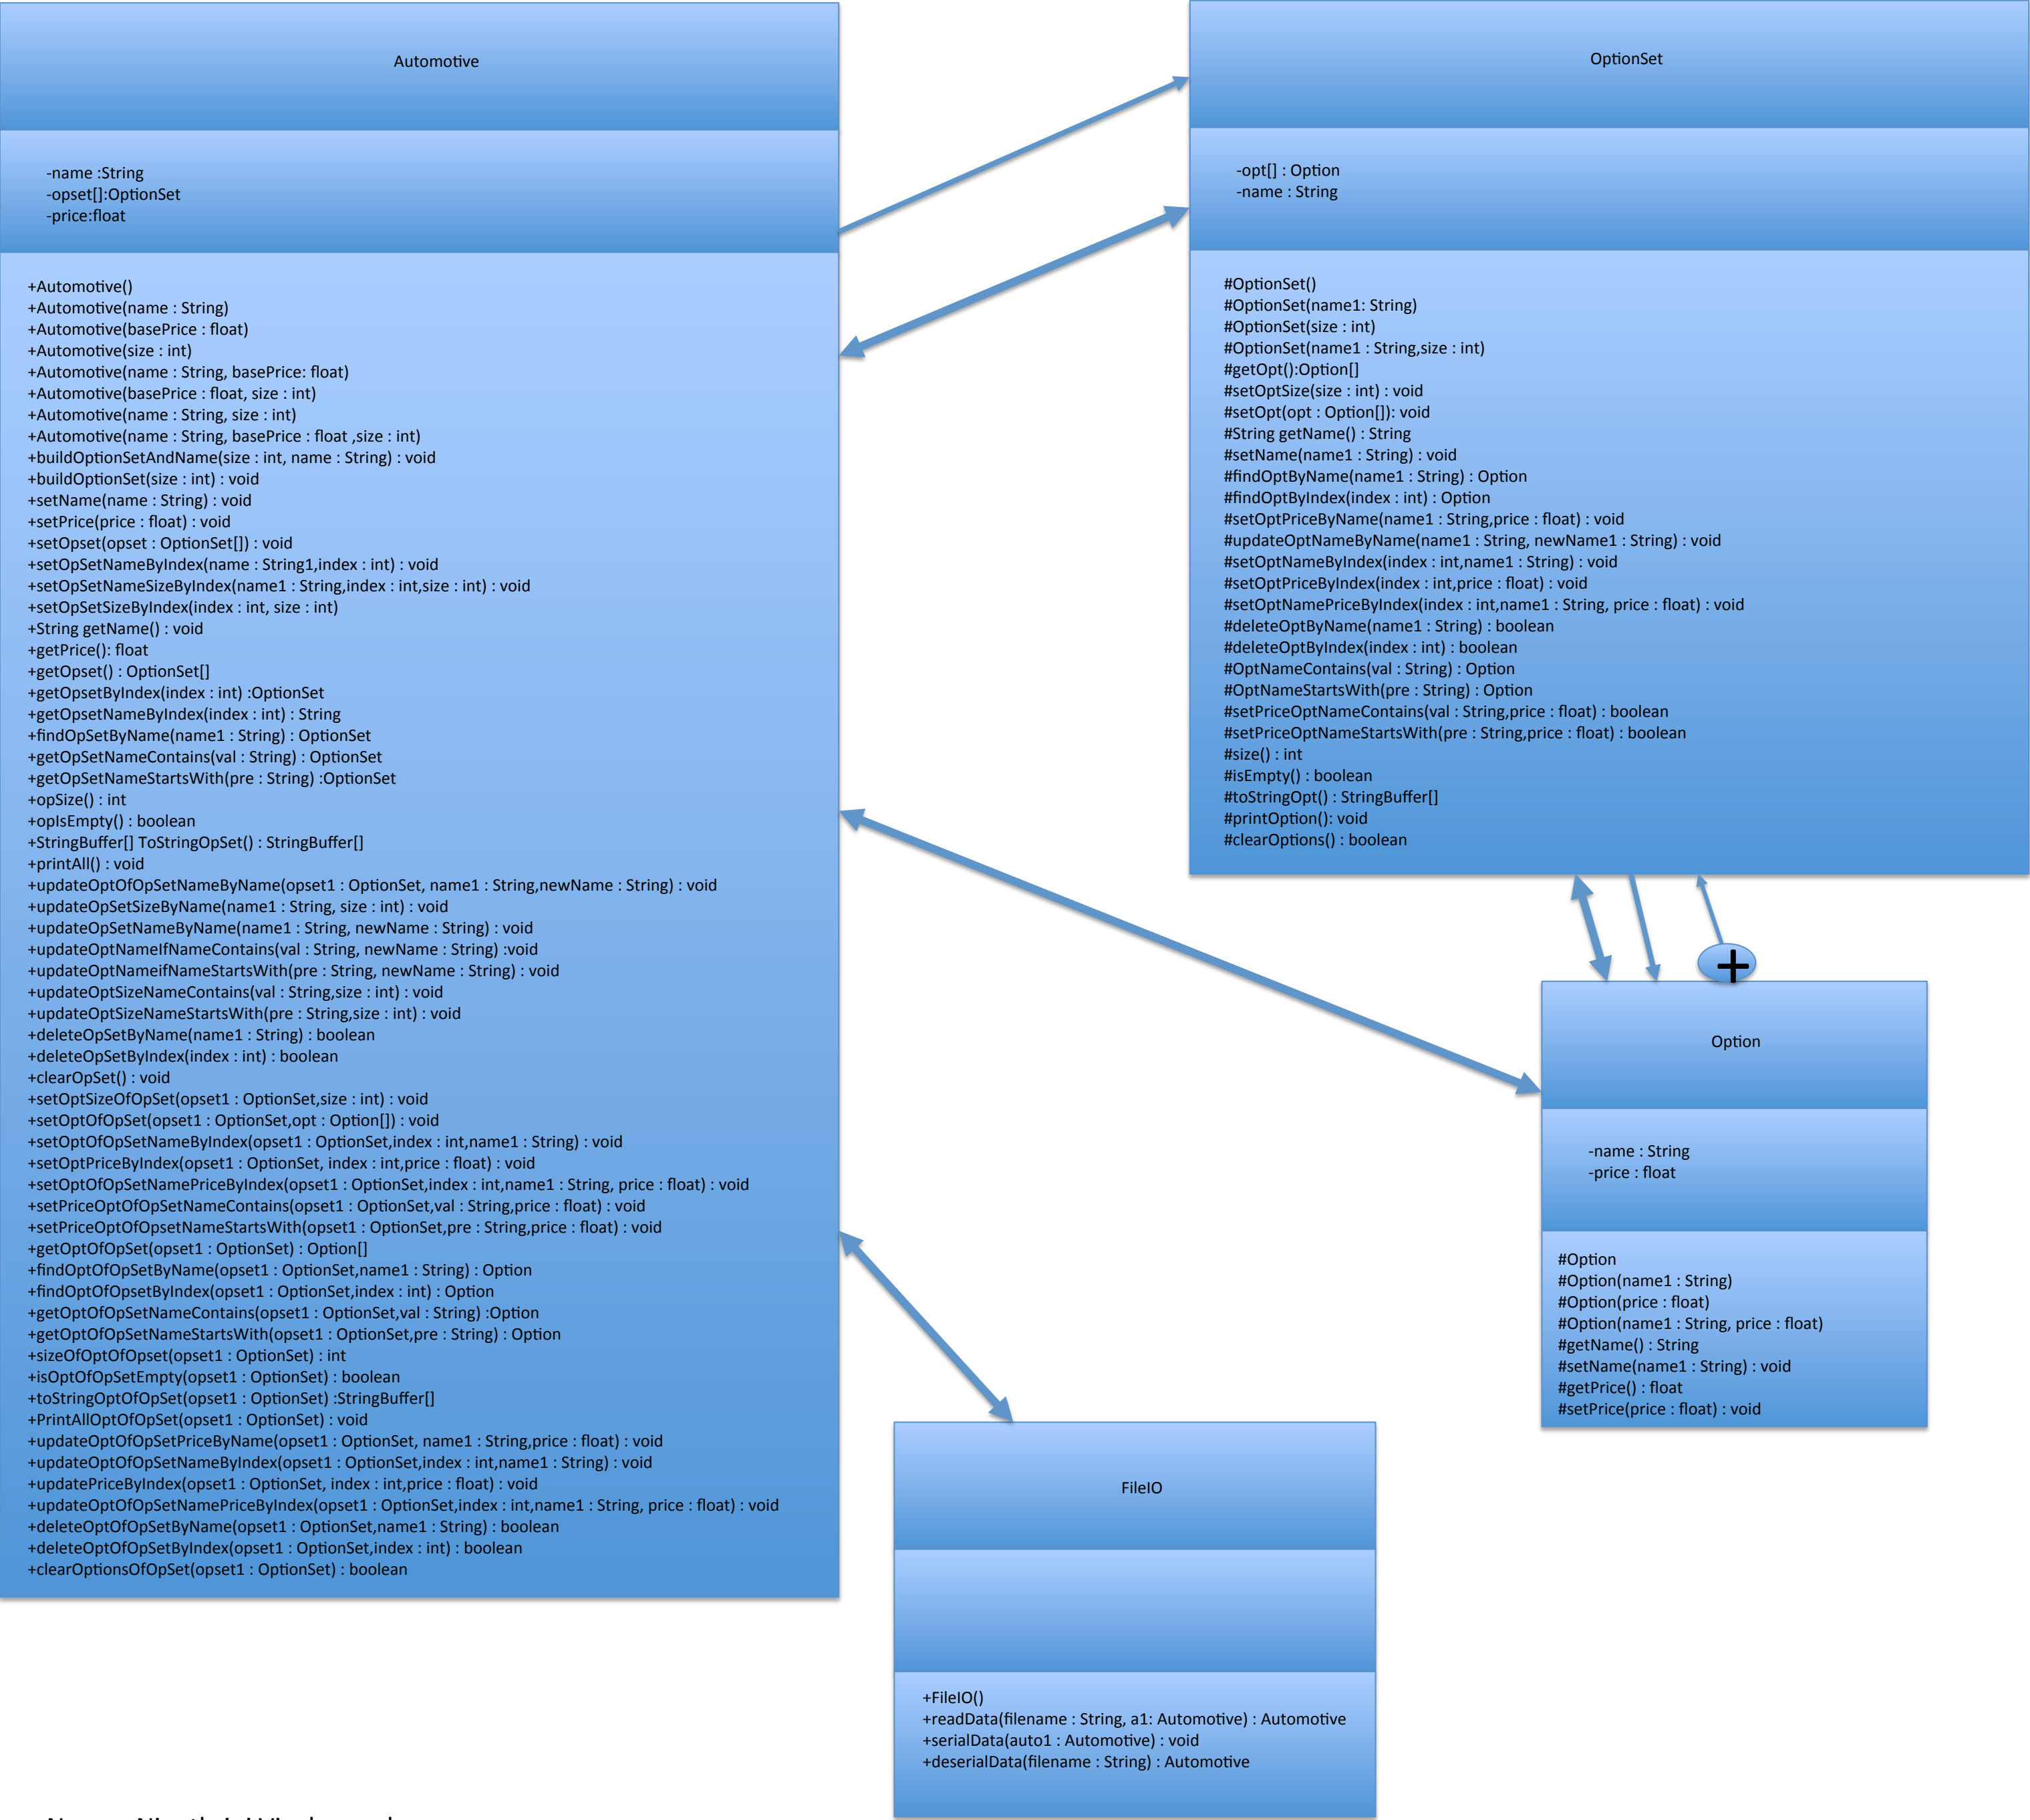 Automotive
-name :String
-opset[]:OptionSet
-price:float
+Automotive()
+Automotive(name : String)
+Automotive(basePrice : float)
+Automotive(size : int)
+Automotive(name : String, basePrice: float)
+Automotive(basePrice : float, size : int)
+Automotive(name : String, size : int)
+Automotive(name : String, basePrice : float ,size : int)
+buildOptionSetAndName(size : int, name : String) : void
+buildOptionSet(size : int) : void
+setName(name : String) : void
+setPrice(price : float) : void
+setOpset(opset : OptionSet[]) : void
+setOpSetNameByIndex(name : String1,index : int) : void
+setOpSetNameSizeByIndex(name1 : String,index : int,size : int) : void
+setOpSetSizeByIndex(index : int, size : int)
+String getName() : void
+getPrice(): float
+getOpset() : OptionSet[]
+getOpsetByIndex(index : int) :OptionSet
+getOpsetNameByIndex(index : int) : String
+findOpSetByName(name1 : String) : OptionSet
+getOpSetNameContains(val : String) : OptionSet
+getOpSetNameStartsWith(pre : String) :OptionSet
+opSize() : int
+opIsEmpty() : boolean
+StringBuffer[] ToStringOpSet() : StringBuffer[]
+printAll() : void
+updateOptOfOpSetNameByName(opset1 : OptionSet, name1 : String,newName : String) : void
+updateOpSetSizeByName(name1 : String, size : int) : void
+updateOpSetNameByName(name1 : String, newName : String) : void
+updateOptNameIfNameContains(val : String, newName : String) :void
+updateOptNameifNameStartsWith(pre : String, newName : String) : void
+updateOptSizeNameContains(val : String,size : int) : void
+updateOptSizeNameStartsWith(pre : String,size : int) : void
+deleteOpSetByName(name1 : String) : boolean
+deleteOpSetByIndex(index : int) : boolean
+clearOpSet() : void
+setOptSizeOfOpSet(opset1 : OptionSet,size : int) : void
+setOptOfOpSet(opset1 : OptionSet,opt : Option[]) : void
+setOptOfOpSetNameByIndex(opset1 : OptionSet,index : int,name1 : String) : void
+setOptPriceByIndex(opset1 : OptionSet, index : int,price : float) : void
+setOptOfOpSetNamePriceByIndex(opset1 : OptionSet,index : int,name1 : String, price : float) : void
+setPriceOptOfOpSetNameContains(opset1 : OptionSet,val : String,price : float) : void
+setPriceOptOfOpsetNameStartsWith(opset1 : OptionSet,pre : String,price : float) : void
+getOptOfOpSet(opset1 : OptionSet) : Option[]
+findOptOfOpSetByName(opset1 : OptionSet,name1 : String) : Option
+findOptOfOpsetByIndex(opset1 : OptionSet,index : int) : Option
+getOptOfOpSetNameContains(opset1 : OptionSet,val : String) :Option
+getOptOfOpSetNameStartsWith(opset1 : OptionSet,pre : String) : Option
+sizeOfOptOfOpset(opset1 : OptionSet) : int
+isOptOfOpSetEmpty(opset1 : OptionSet) : boolean
+toStringOptOfOpSet(opset1 : OptionSet) :StringBuffer[]
+PrintAllOptOfOpSet(opset1 : OptionSet) : void
+updateOptOfOpSetPriceByName(opset1 : OptionSet, name1 : String,price : float) : void
+updateOptOfOpSetNameByIndex(opset1 : OptionSet,index : int,name1 : String) : void
+updatePriceByIndex(opset1 : OptionSet, index : int,price : float) : void
+updateOptOfOpSetNamePriceByIndex(opset1 : OptionSet,index : int,name1 : String, price : float) : void
+deleteOptOfOpSetByName(opset1 : OptionSet,name1 : String) : boolean
+deleteOptOfOpSetByIndex(opset1 : OptionSet,index : int) : boolean
+clearOptionsOfOpSet(opset1 : OptionSet) : boolean
OptionSet
-opt[] : Option
-name : String
#OptionSet()
#OptionSet(name1: String)
#OptionSet(size : int)
#OptionSet(name1 : String,size : int)
#getOpt():Option[]
#setOptSize(size : int) : void
#setOpt(opt : Option[]): void
#String getName() : String
#setName(name1 : String) : void
#findOptByName(name1 : String) : Option
#findOptByIndex(index : int) : Option
#setOptPriceByName(name1 : String,price : float) : void
#updateOptNameByName(name1 : String, newName1 : String) : void
#setOptNameByIndex(index : int,name1 : String) : void
#setOptPriceByIndex(index : int,price : float) : void
#setOptNamePriceByIndex(index : int,name1 : String, price : float) : void
#deleteOptByName(name1 : String) : boolean
#deleteOptByIndex(index : int) : boolean
#OptNameContains(val : String) : Option
#OptNameStartsWith(pre : String) : Option
#setPriceOptNameContains(val : String,price : float) : boolean
#setPriceOptNameStartsWith(pre : String,price : float) : boolean
#size() : int
#isEmpty() : boolean
#toStringOpt() : StringBuffer[]
#printOption(): void
#clearOptions() : boolean
+
Option
-name : String
-price : float
#Option
#Option(name1 : String)
#Option(price : float)
#Option(name1 : String, price : float)
#getName() : String
#setName(name1 : String) : void
#getPrice() : float
#setPrice(price : float) : void
FileIO
+FileIO()
+readData(filename : String, a1: Automotive) : Automotive
+serialData(auto1 : Automotive) : void
+deserialData(filename : String) : Automotive